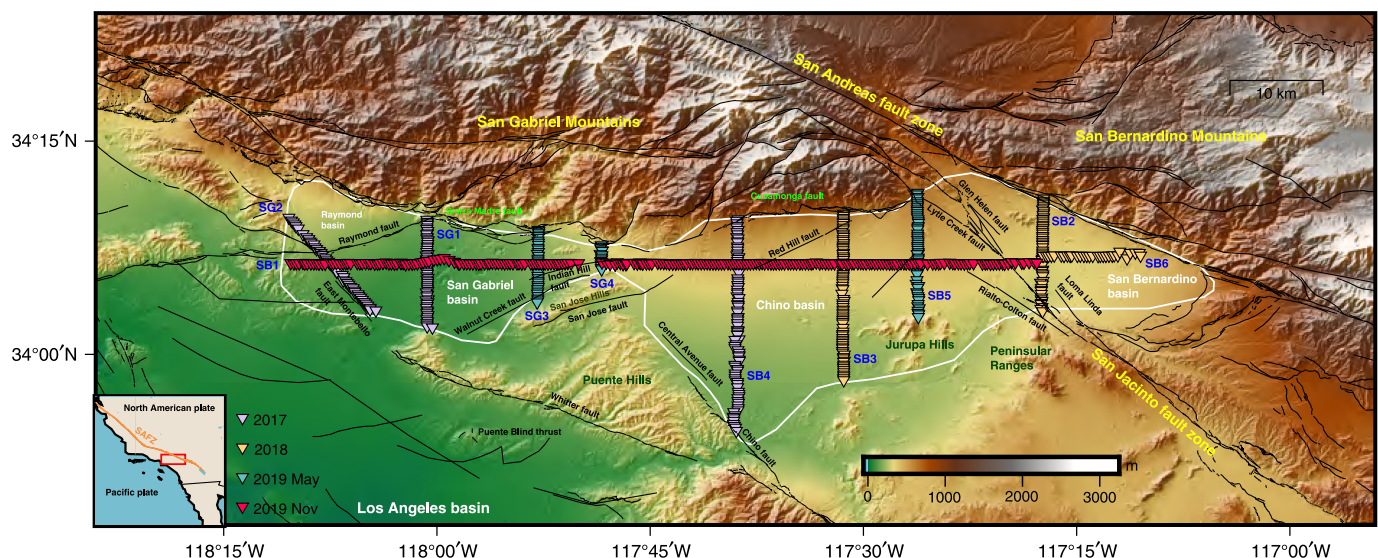 San Andreas fault zone
10 km
San Gabriel Mountains
San Bernardino Mountains
34°15′N
Cucamonga fault
Glen Helen fault
SG2
Raymond
basin
Sierra Madre fault
SB2
Raymond fault
SG1
Lytle Creek fault
Red Hill fault
SB1
SB6
Indian Hill
fault
SG4
San Bernardino
basin
East Montebello
fault
San Gabriel
basin
Loma Linda
fault
San Jose Hills
SB5
Chino basin
Walnut Creek fault
SG3
San Jose fault
Rialto-Colton fault
34°00′N
Central Avenue fault
SB3
Jurupa Hills
Peninsular
Ranges
Puente Hills
SB4
San Jacinto fault zone
Whitter fault
North American plate
SAFZ
Pacific plate
2017
2018
2019 May
2019 Nov
Puente Blind thrust
Chino fault
m
0
1000
2000
3000
Los Angeles basin
118°15′W
118°00′W
117°45′W
117°30′W
117°15′W
117°00′W